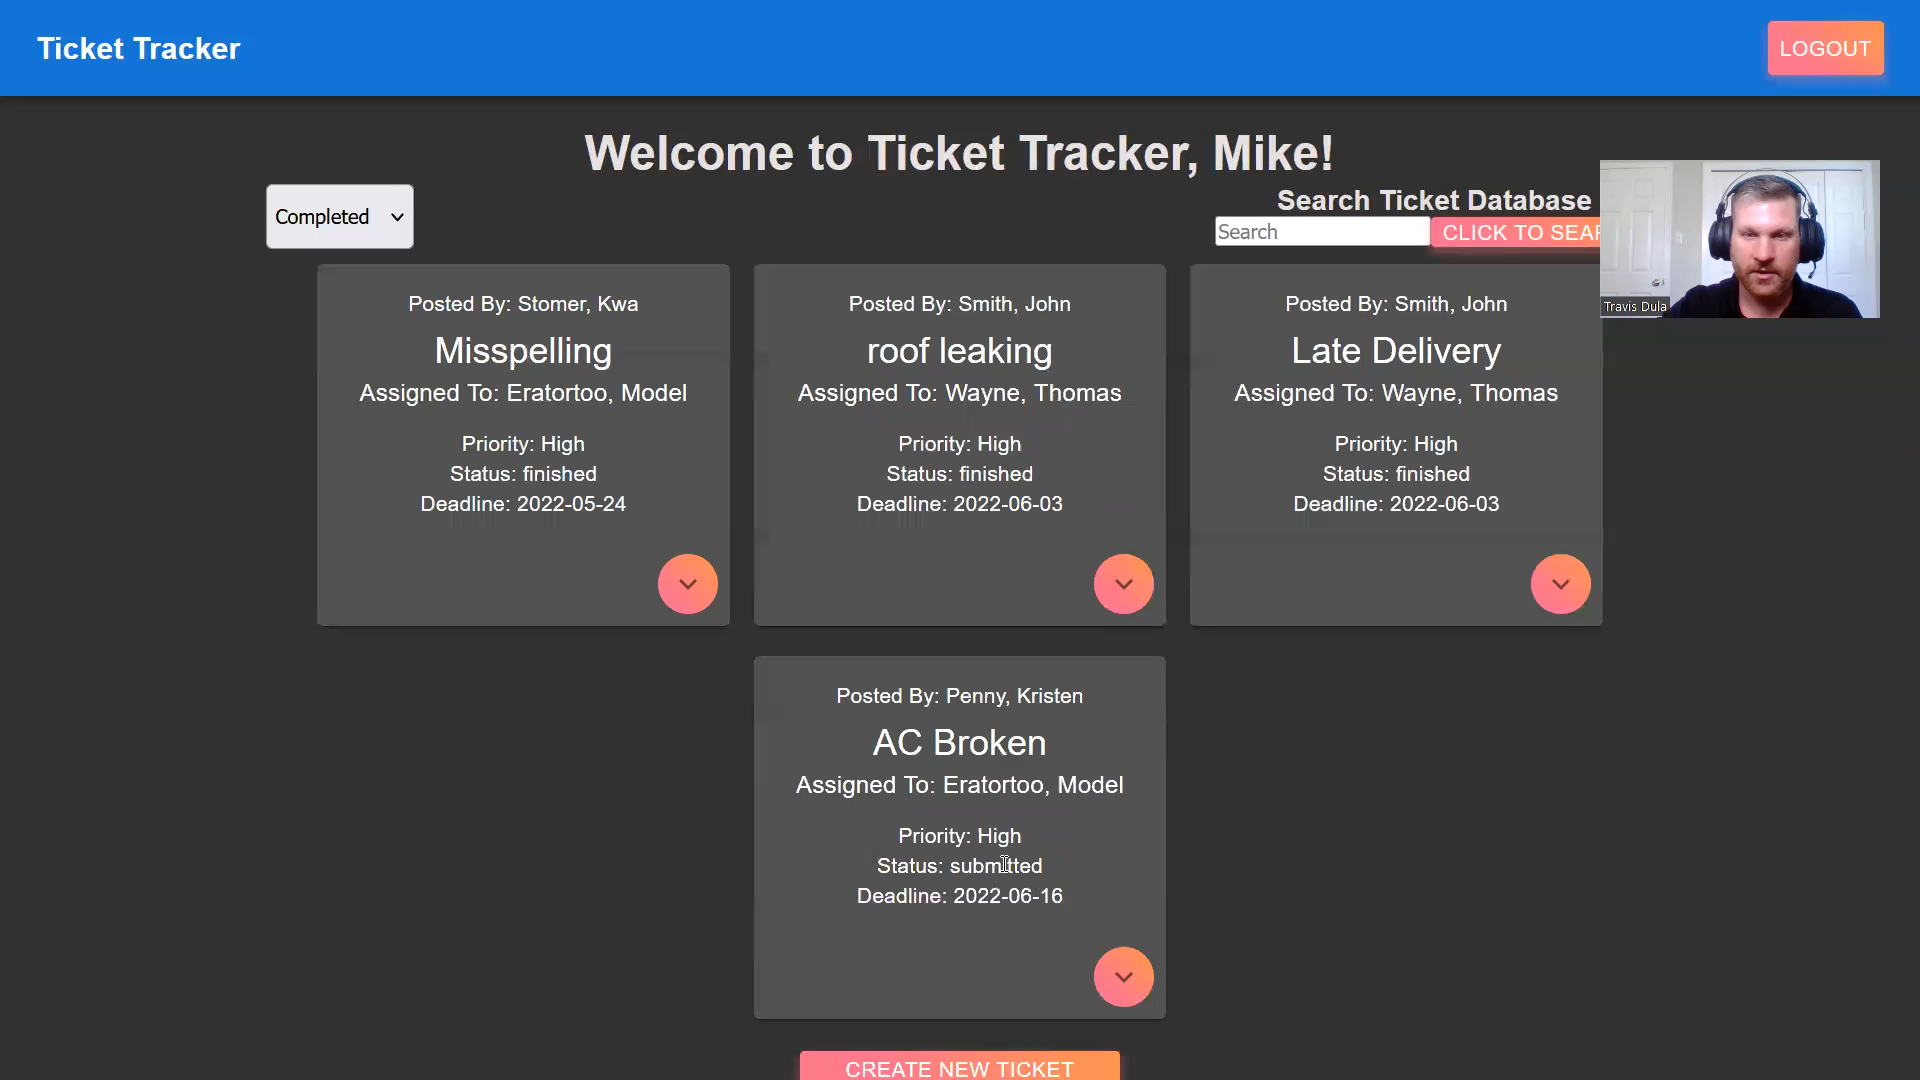 Ticket Tracker
LOGOUT
Welcome to Ticket Tracker, Mike!
Completed
Search Ticket Database
Search
CLICK TO SEAR
Travis Dula
Posted By: Stomer, Kwa
Misspelling
Assigned To: Eratortoo, Model
Priority: High
Status: finished
Deadline: 2022-05-24
Posted By: Smith, John
roof leaking
Assigned To: Wayne, Thomas
Priority: High
Status: finished
Deadline: 2022-06-03
Posted By: Smith, John
Late Delivery
Assigned To: Wayne, Thomas
Priority: High
Status: finished
Deadline: 2022-06-03
Posted By: Penny, Kristen
AC Broken
Assigned To: Eratortoo, Model
Priority: High
Status: submitted
Deadline: 2022-06-16
CREATE NEW TICKET